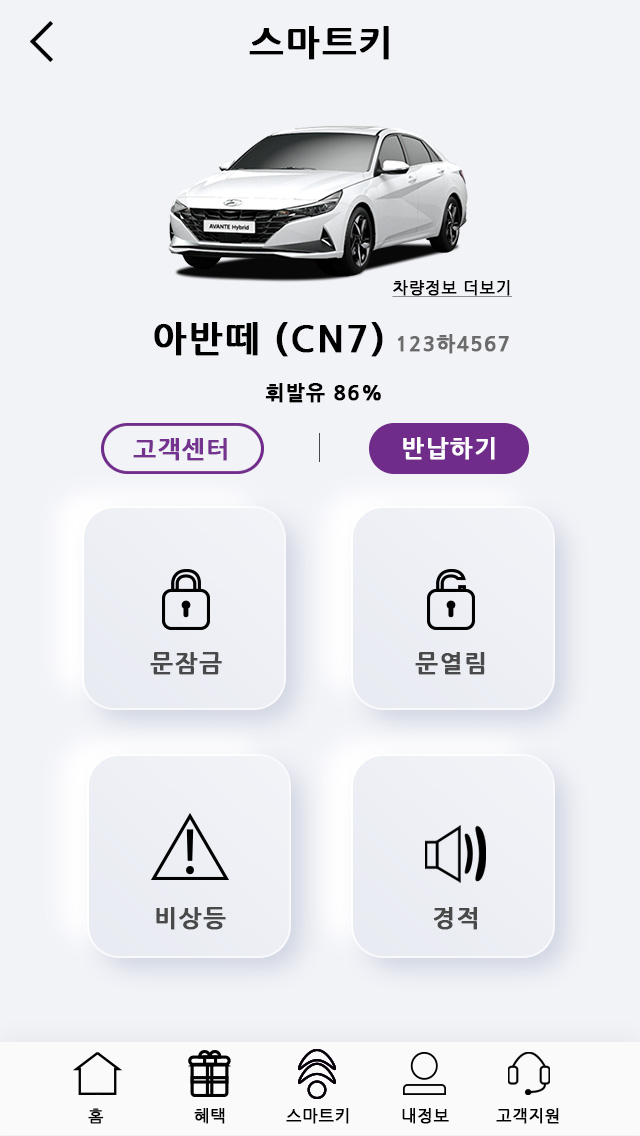 스마트키
AVANTE Hybrid
차량정보 더보기
아반떼 (CN7) 123하4567
휘발유 86%
고객센터 반납하기
문잠금 문열림
비상등 경적
홈 혜택 스마트키 내정보 고객지원